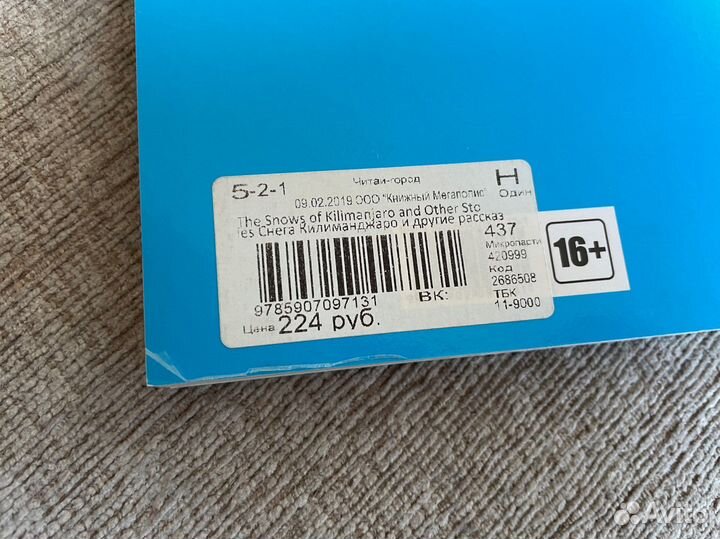 5-2-1 Читай-город Н
09.02.2019 ООО "Книжный Мегаполис" Один
The Snows of Kilimanjaro and Other Sto
ies Снега Килиманджаро и другие рассказ
437
Микропасти
420999
Код
2686508
ТБК
11-9000
16+
9785907097131 ВК:
Цена 224 руб.
Avito